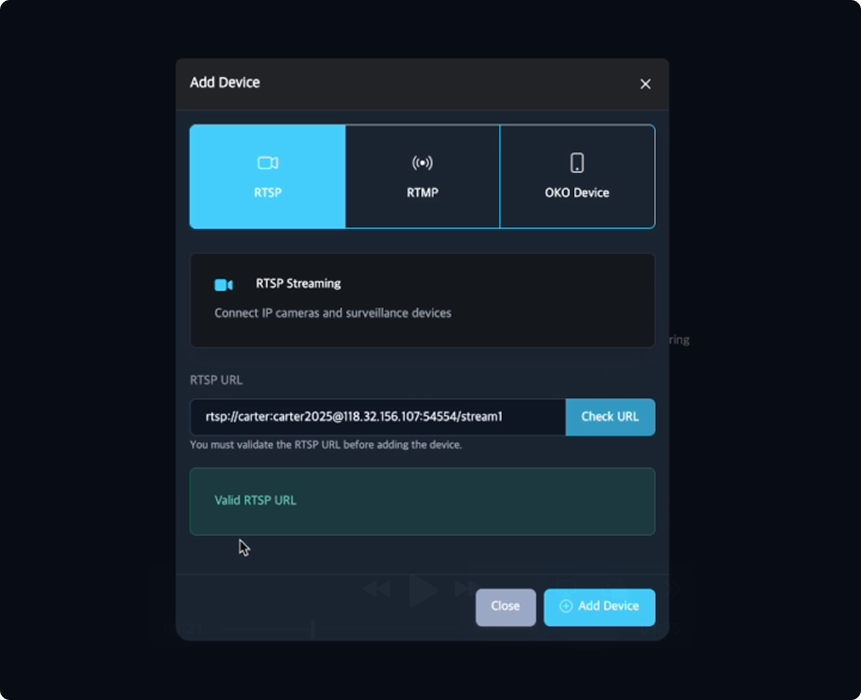 Add Device
RTSP
RTMP
OKO Device
RTSP Streaming
Connect IP cameras and surveillance devices
ring
RTSP URL
rtsp://carter:carter2025@118.32.156.107:54554/stream1
Check URL
You must validate the RTSP URL before adding the device.
Valid RTSP URL
Close
Add Device